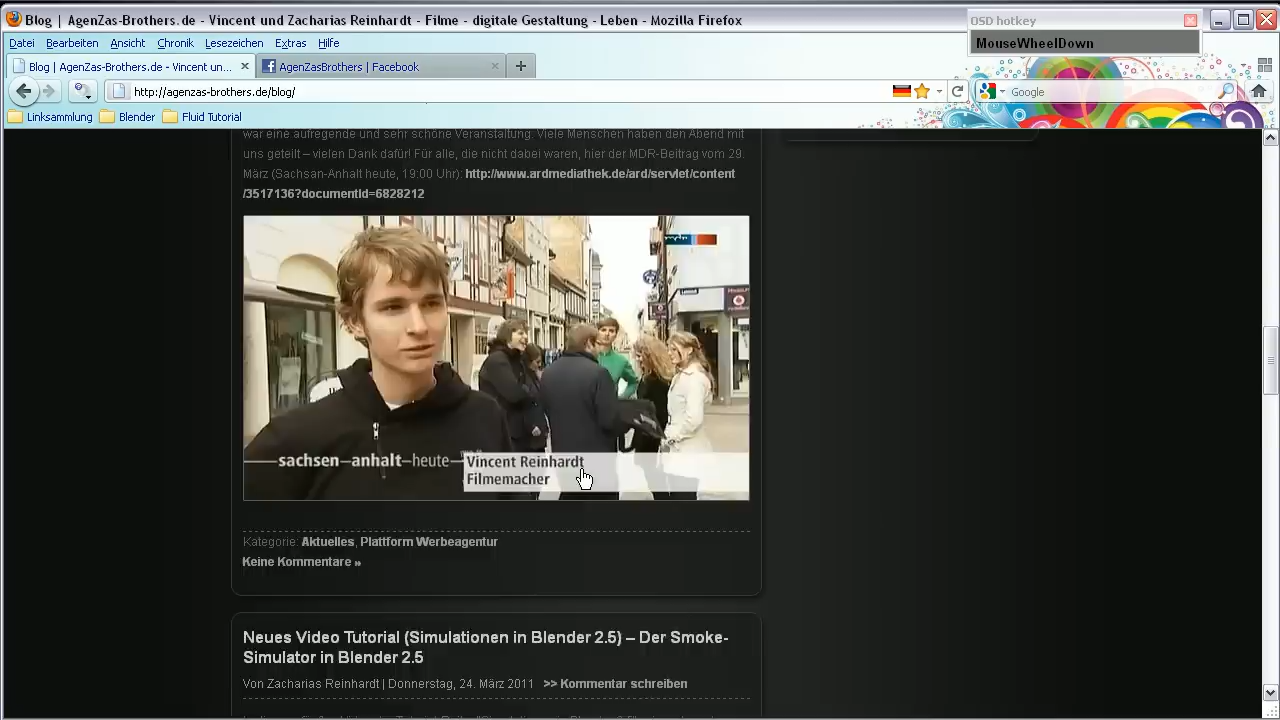 Blog | AgenZas-Brothers.de - Vincent und Zacharias Reinhardt - Filme - digitale Gestaltung - Leben - Mozilla Firefox
OSD hotkey
MouseWheelDown
Datei Bearbeiten Ansicht Chronik Lesezeichen Extras Hilfe
Blog | AgenZas-Brothers.de - Vincent un...
AgenZasBrothers | Facebook
http://agenzas-brothers.de/blog/
Google
Linksammlung Blender
war eine aufregende und sehr schöne Veranstaltung. Viele Menschen haben den Abend mit
uns geteilt – vielen Dank dafür! Für alle, die nicht dabei waren, hier der MDR-Beitrag vom 29.
März (Sachsan-Anhalt heute, 19:00 Uhr): http://www.ardmediathek.de/ard/servlet/content
/3517136?documentId=6828212
sachsen–anhalt–heute
Vincent Reinhardt
Filmemacher
Kategorie: Aktuelles, Plattform Werbeagentur
Keine Kommentare »
Neues Video Tutorial (Simulationen in Blender 2.5) – Der Smoke-
Simulator in Blender 2.5
Von Zacharias Reinhardt | Donnerstag, 24. März 2011 >> Kommentar schreiben